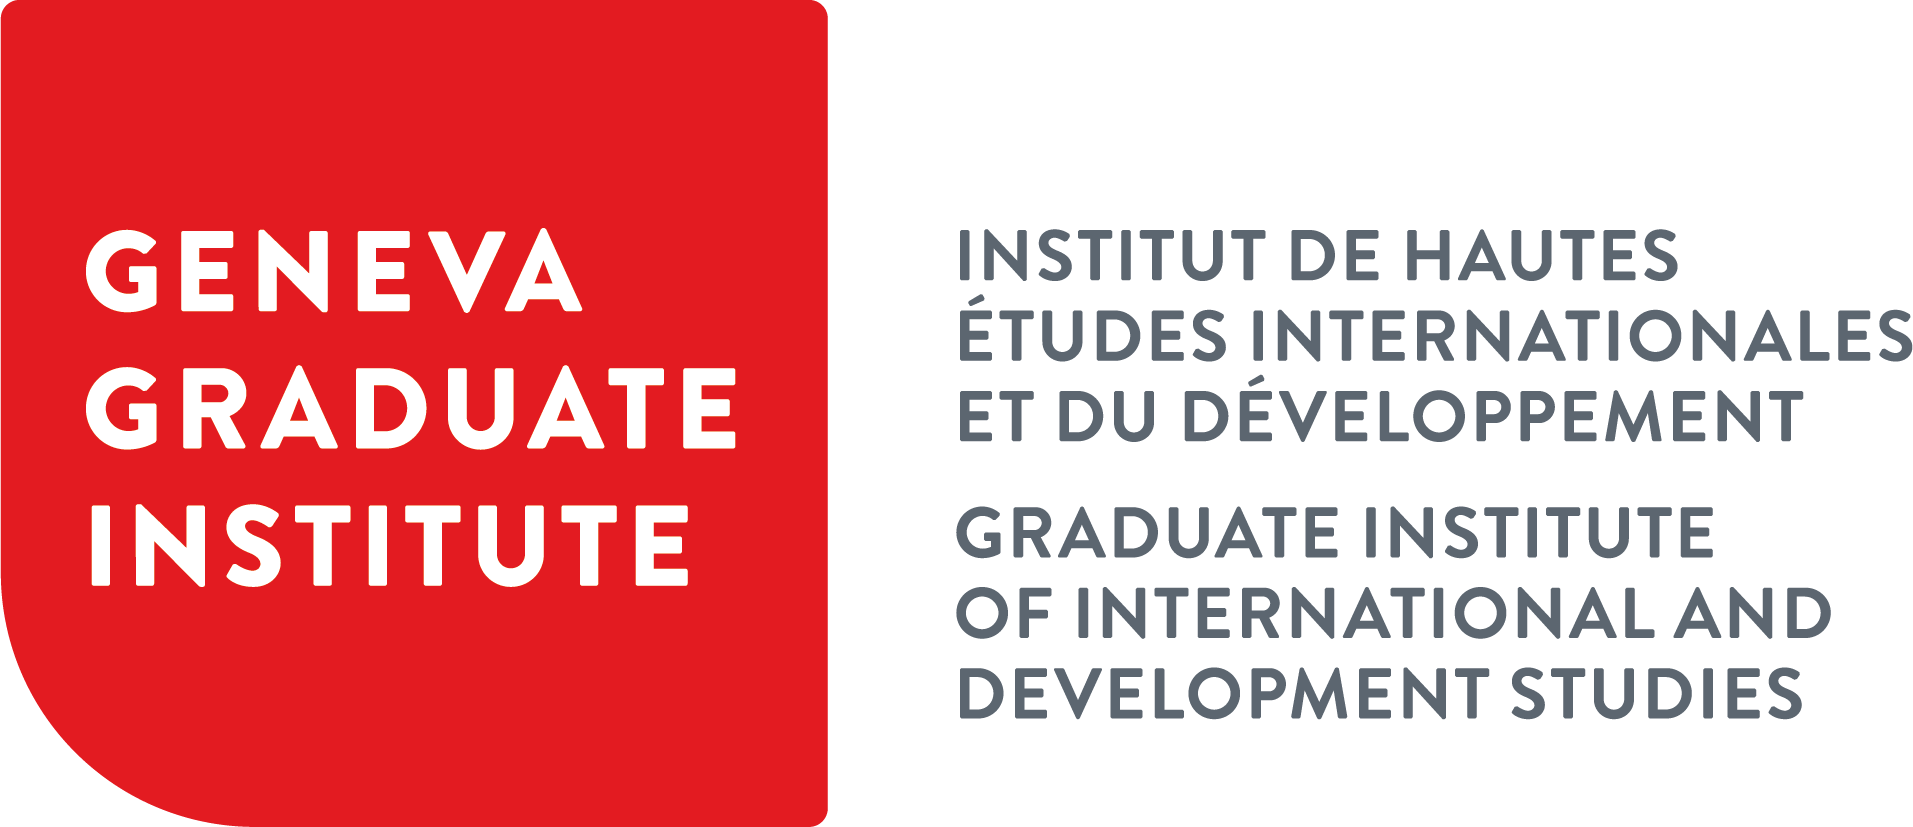 GENEVA
GRADUATE
INSTITUTE
INSTITUT DE HAUTES
ÉTUDES INTERNATIONALES
ET DU DÉVELOPPEMENT
GRADUATE INSTITUTE
OF INTERNATIONAL AND
DEVELOPMENT STUDIES